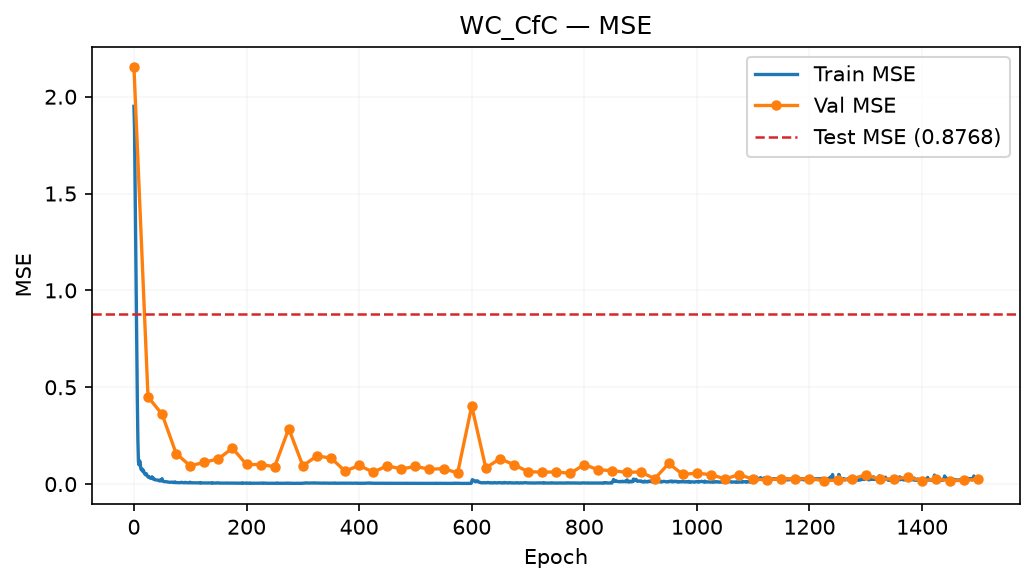 WC_CfC — MSE
Train MSE
Val MSE
Test MSE (0.8768)
2.0
1.5
1.0
0.5
0.0
MSE
0 200 400 600 800 1000 1200 1400
Epoch